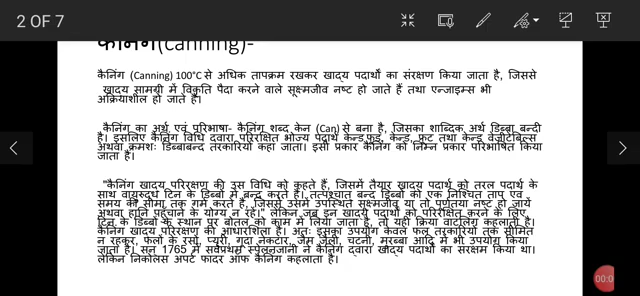 2 OF 7
कैनिंग(canning)-
कैनिंग (Canning) 100°C से अधिक तापक्रम रखकर खाद्य पदार्थों का संरक्षण किया जाता है, जिससे
खाद्य सामग्री में विकृति पैदा करने वाले सूक्ष्मजीव नष्ट हो जाते हैं तथा एन्जाइम्स भी
अक्रियाशील हो जाते हैं।
कैनिंग का अर्थ एवं परिभाषा- कैनिंग शब्द केन (Can) से बना है, जिसका शाब्दिक अर्थ डिब्बा बन्दी
है। इसलिए कैनिंग विधि द्वारा परिरक्षित भोज्य पदार्थ केन्ड फूड, केन्ड, फ्रूट तथा केन्ड वेजीटेबिल्स
अथवा क्रमशः डिब्बाबन्द तरकारियाँ कहा जाता। इसी प्रकार कैनिंग को निम्न प्रकार परिभाषित किया
जाता है।
"कैनिंग खाद्य परिरक्षण की उस विधि को कहते हैं, जिसमें तैयार खाद्य पदार्थ को तरल पदार्थ के
साथ वायुरुद्ध टिन के डिब्बों में बन्द करते हैं। तत्पश्चात बन्द डिब्बों को एक निश्चित ताप एवं
समय की सीमा तक गर्म करते हैं, जिससे उसमें उपस्थित सूक्ष्मजीव या तो पूर्णतया नष्ट हो जायें
अथवा हानि पहुंचाने के योग्य न रहें।" लेकिन जब इन खाद्य पदार्थों को परिरक्षित करने के लिए
टिन के डिब्बों के स्थान पर बोतल को काम में लिया जाता है, तो यही क्रिया बाटलिंग कहलाती है।
कैनिंग खाद्य परिरक्षण की आधारशिला है। अतः इसका उपयोग केवल फल तरकारियों तक सीमित
न रहकर, फलों के रसों, प्यूरी, गूदा नेकटार, जैम जैली, चटनी, मुरब्बा आदि में भी उपयोग किया
जाता है। सन् 1765 में सर्वप्रथम स्पेलनजानी ने कैनिंग द्वारा खाद्य पदार्थ का संरक्षण किया था।
लेकिन निकोलस अपर्ट फादर ऑफ कैनिंग कहलाता है।